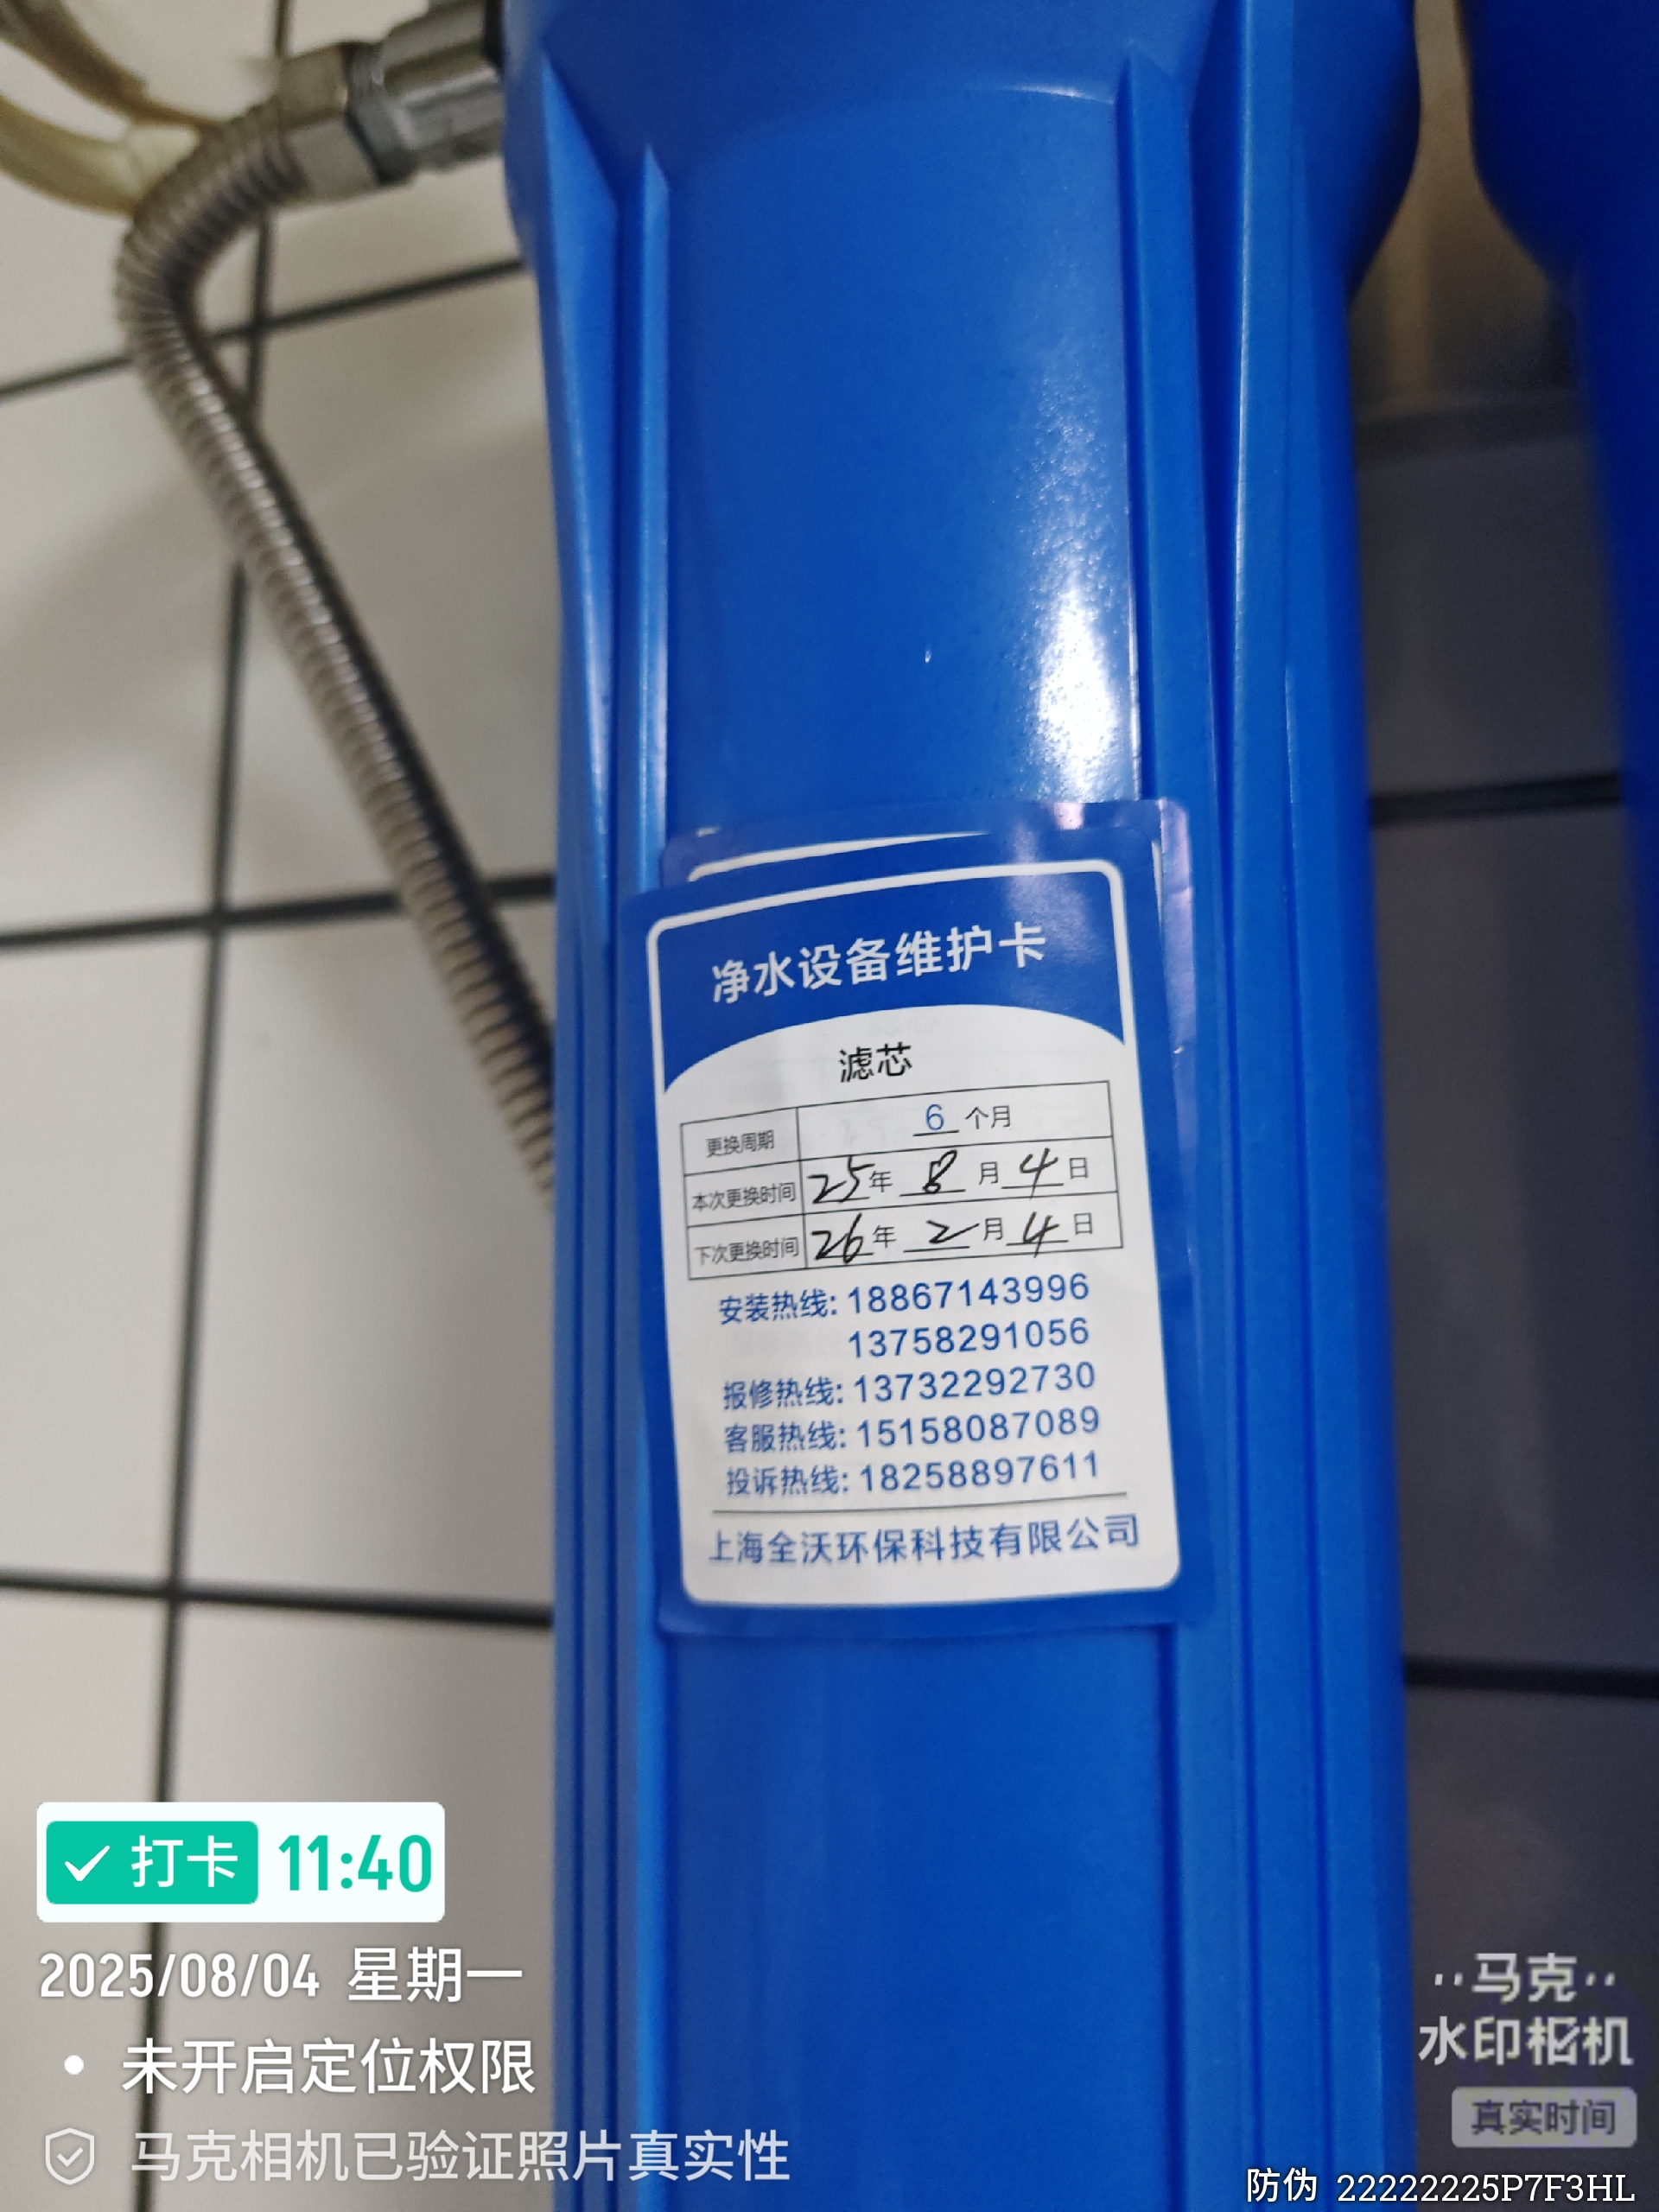 净水设备维护卡
滤芯
更换周期 6 个月
本次更换时间 25年 8 月 4 日
下次更换时间 26年 2 月 4 日
安装热线: 18867143996
13758291056
报修热线: 13732292730
客服热线: 15158087089
投诉热线: 18258897611
上海全沃环保科技有限公司
打卡 11:40
2025/08/04 星期一
未开启定位权限
马克相机已验证照片真实性
马克
水印相机
真实时间
防伪 22222225P7F3HL